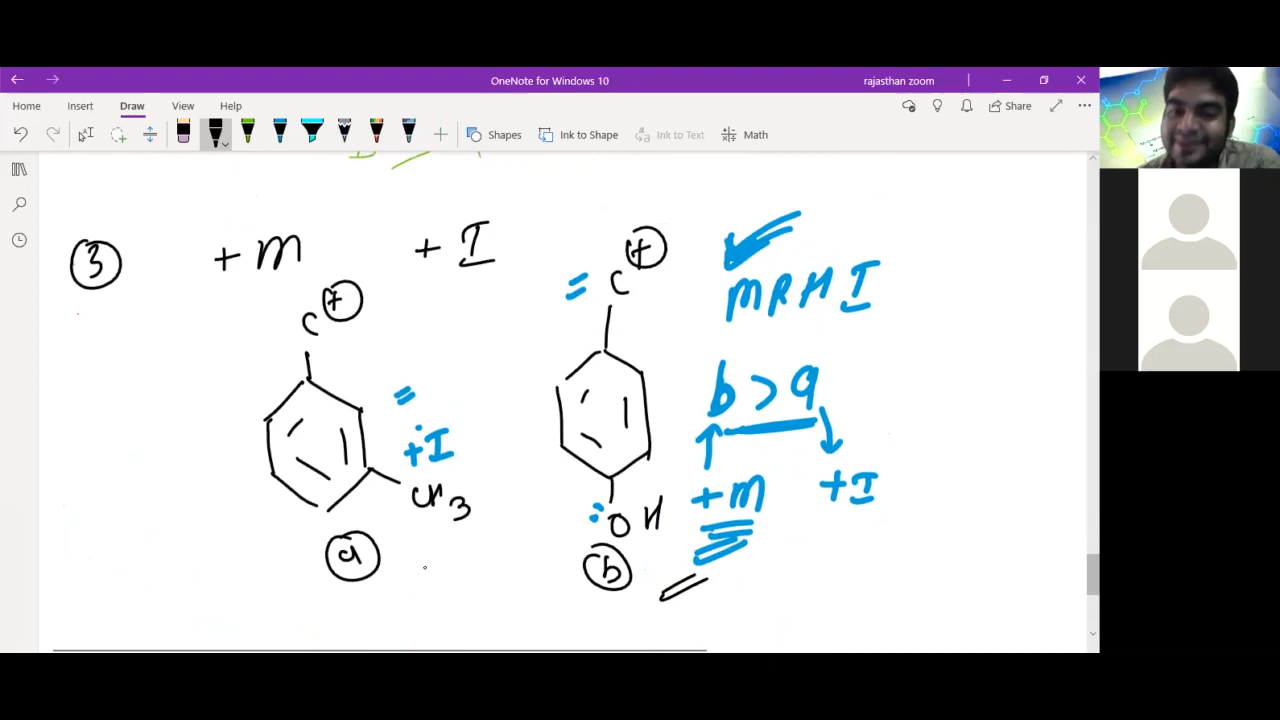 OneNote for Windows 10
rajasthan zoom
Home Insert Draw View Help
Share
Shapes
Ink to Shape
Ink to Text
Math
3 +m +I
C +
C +
MRHI
b > a
+I
+m +I
CH3
: OH
a
b